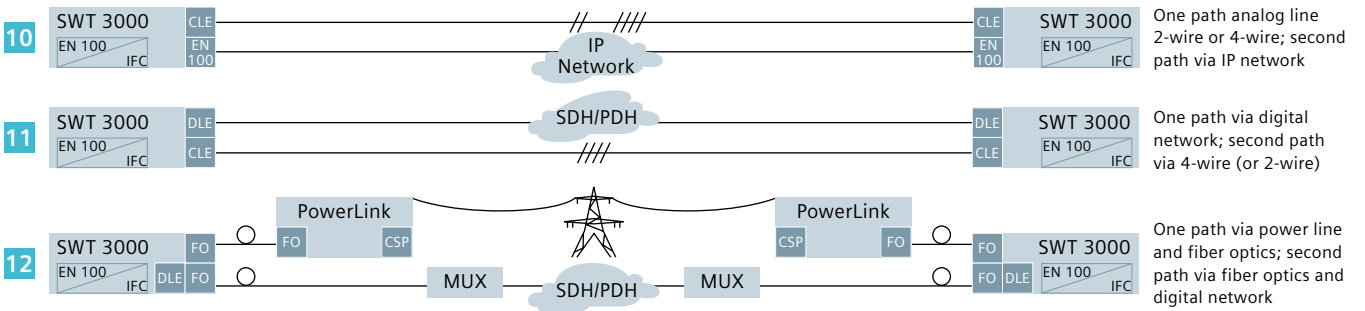 10
SWT 3000
EN 100
IFC
CLE
EN
100
IP
Network
CLE
EN
100
SWT 3000
EN 100
IFC
One path analog line
2-wire or 4-wire; second
path via IP network
11
SWT 3000
EN 100
IFC
DLE
CLE
SDH/PDH
DLE
CLE
SWT 3000
EN 100
IFC
One path via digital
network; second path
via 4-wire (or 2-wire)
12
SWT 3000
EN 100
IFC
FO
DLE FO
PowerLink
FO CSP
MUX
SDH/PDH
PowerLink
CSP FO
MUX
FO
FO DLE
SWT 3000
EN 100
IFC
One path via power line
and fiber optics; second
path via fiber optics and
digital network